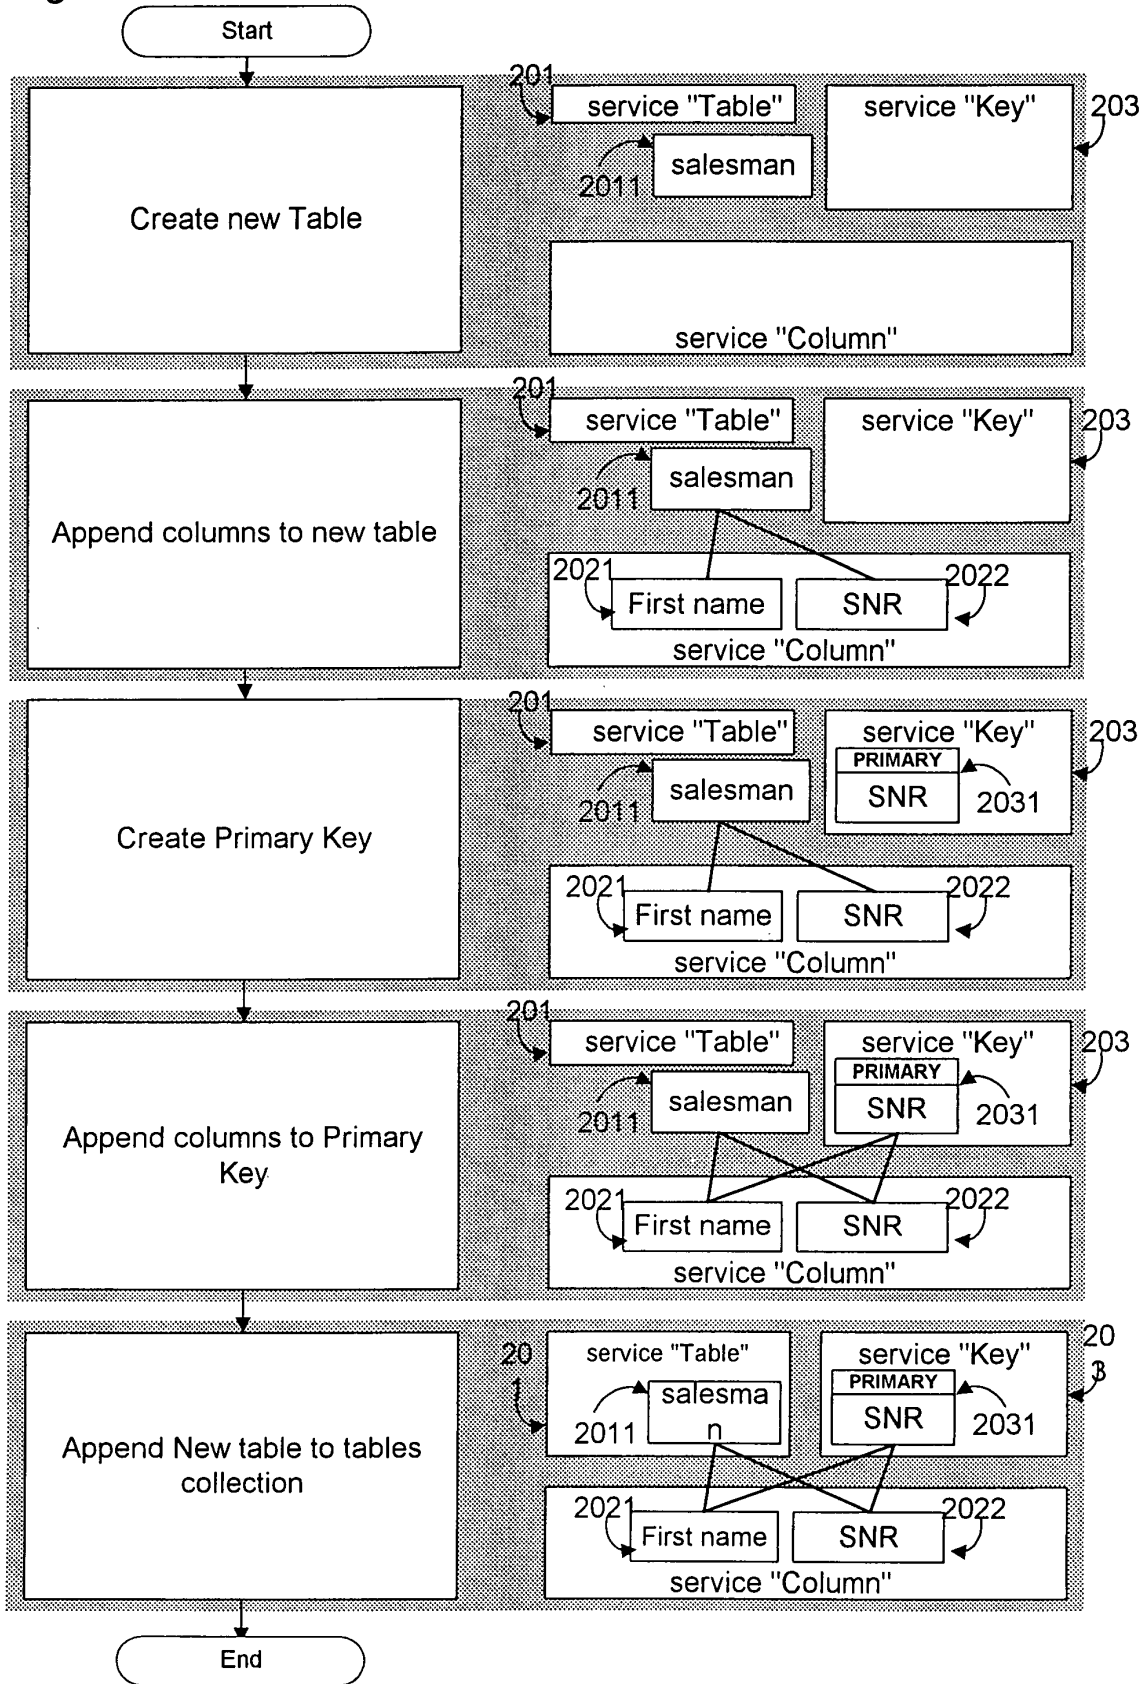 Start
201
service "Table"
service "Key"
203
2011
salesman
Create new Table
service "Column"
201
service "Table"
service "Key"
203
2011
salesman
Append columns to new table
2021
First name
SNR
2022
service "Column"
201
service "Table"
service "Key"
203
PRIMARY
2011
salesman
SNR
2031
Create Primary Key
2021
First name
SNR
2022
service "Column"
201
service "Table"
service "Key"
203
PRIMARY
2011
salesman
SNR
2031
Append columns to Primary
Key
2021
First name
SNR
2022
service "Column"
20
1
service "Table"
service "Key"
20
3
PRIMARY
2011
salesma
n
SNR
2031
Append New table to tables
collection
2021
First name
SNR
2022
service "Column"
End